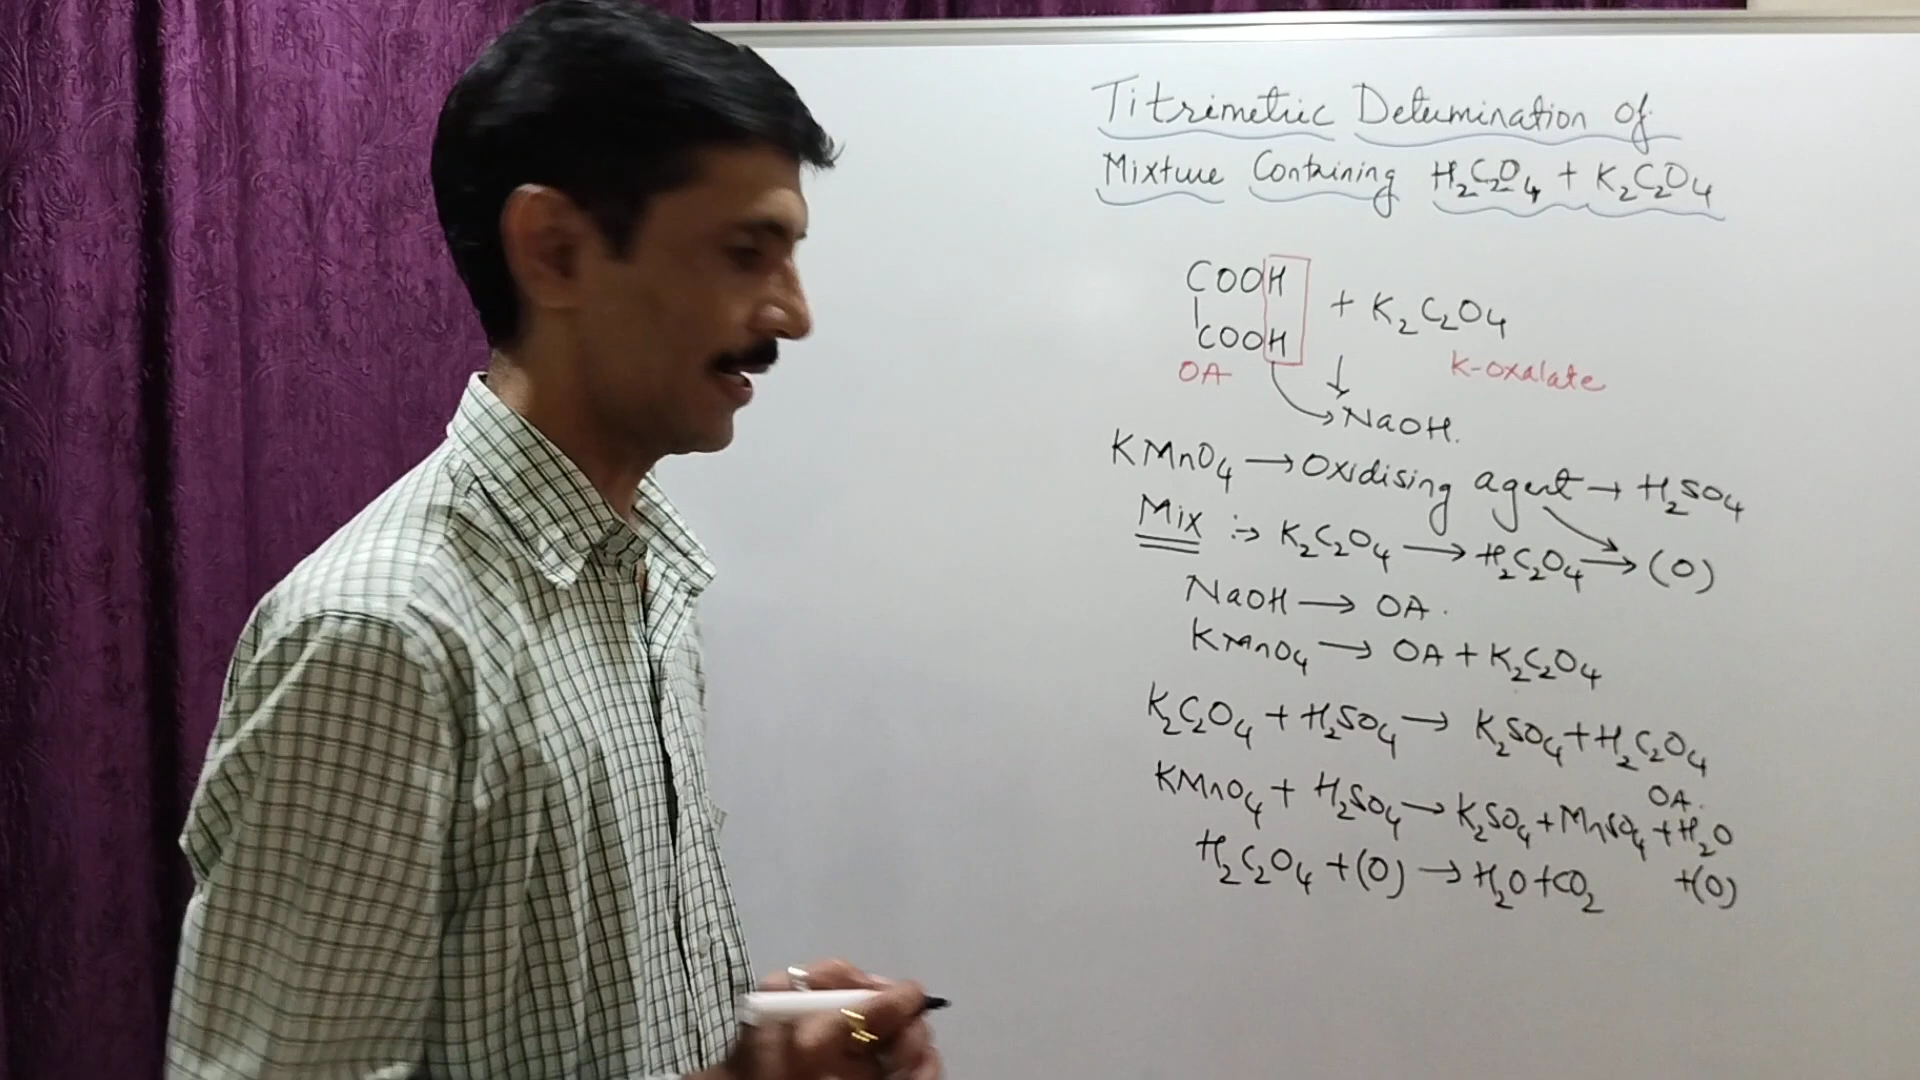 Titrimetric Determination of
Mixture Containing H2C2O4 + K2C2O4
COOH
+ K2C2O4
COOH
OA
K-oxalate
↓
→ NaOH.
KMnO4 → Oxidising agent → H2SO4
Mix :→ K2C2O4 → H2C2O4 → (O)
NaOH → OA.
KMnO4 → OA + K2C2O4
K2C2O4 + H2SO4 → K2SO4 + H2C2O4
OA.
KMnO4 + H2SO4 → K2SO4 + MnSO4 + H2O
+(O)
H2C2O4 + (O) → H2O + CO2